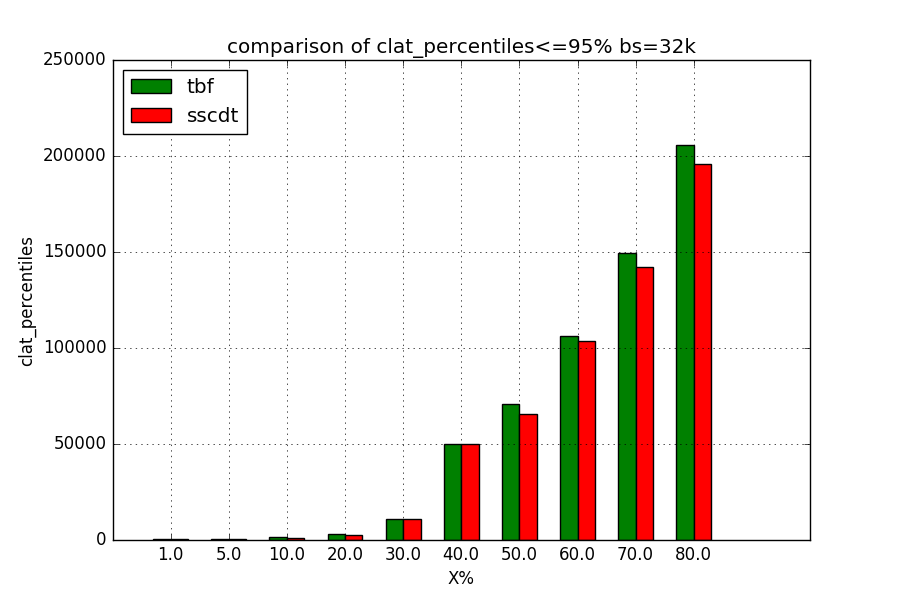 comparison of clat_percentiles<=95% bs=32k
250000
200000
150000
100000
50000
0
clat_percentiles
tbf
sscdt
1.0 5.0 10.0 20.0 30.0 40.0 50.0 60.0 70.0 80.0
X%